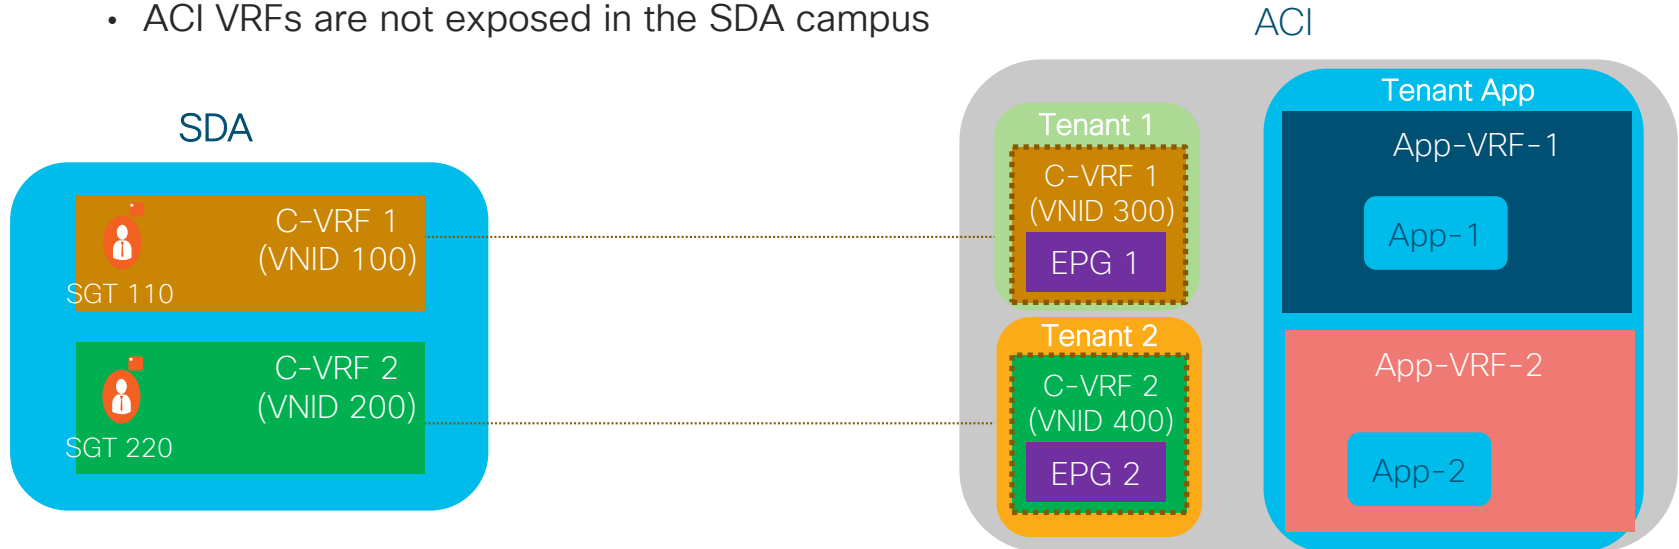 • ACI VRFs are not exposed in the SDA campus
SDA
C-VRF 1
(VNID 100)
SGT 110
C-VRF 2
(VNID 200)
SGT 220
ACI
Tenant 1
C-VRF 1
(VNID 300)
EPG 1
Tenant 2
C-VRF 2
(VNID 400)
EPG 2
Tenant App
App-VRF-1
App-1
App-VRF-2
App-2